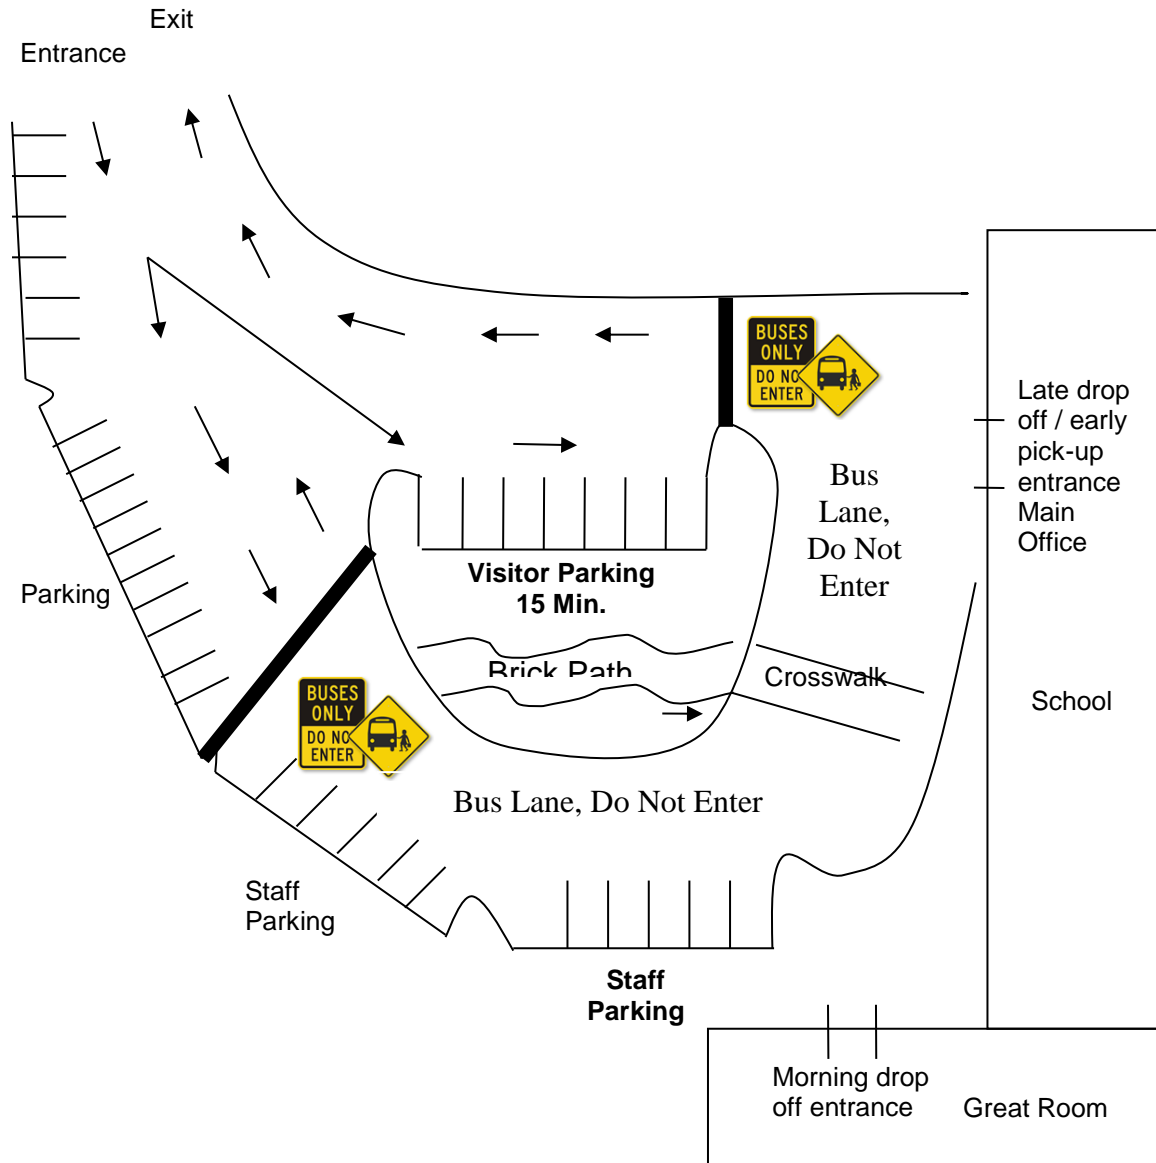 Exit
Entrance
BUSES
ONLY
DO NO
ENTER
Late drop
off / early
pick-up
entrance
Main
Office
Bus
Lane,
Do Not
Enter
Visitor Parking
15 Min.
Parking
Brick Path
Crosswalk
School
BUSES
ONLY
DO NO
ENTER
Bus Lane, Do Not Enter
Staff
Parking
Staff
Parking
Morning drop
off entrance
Great Room